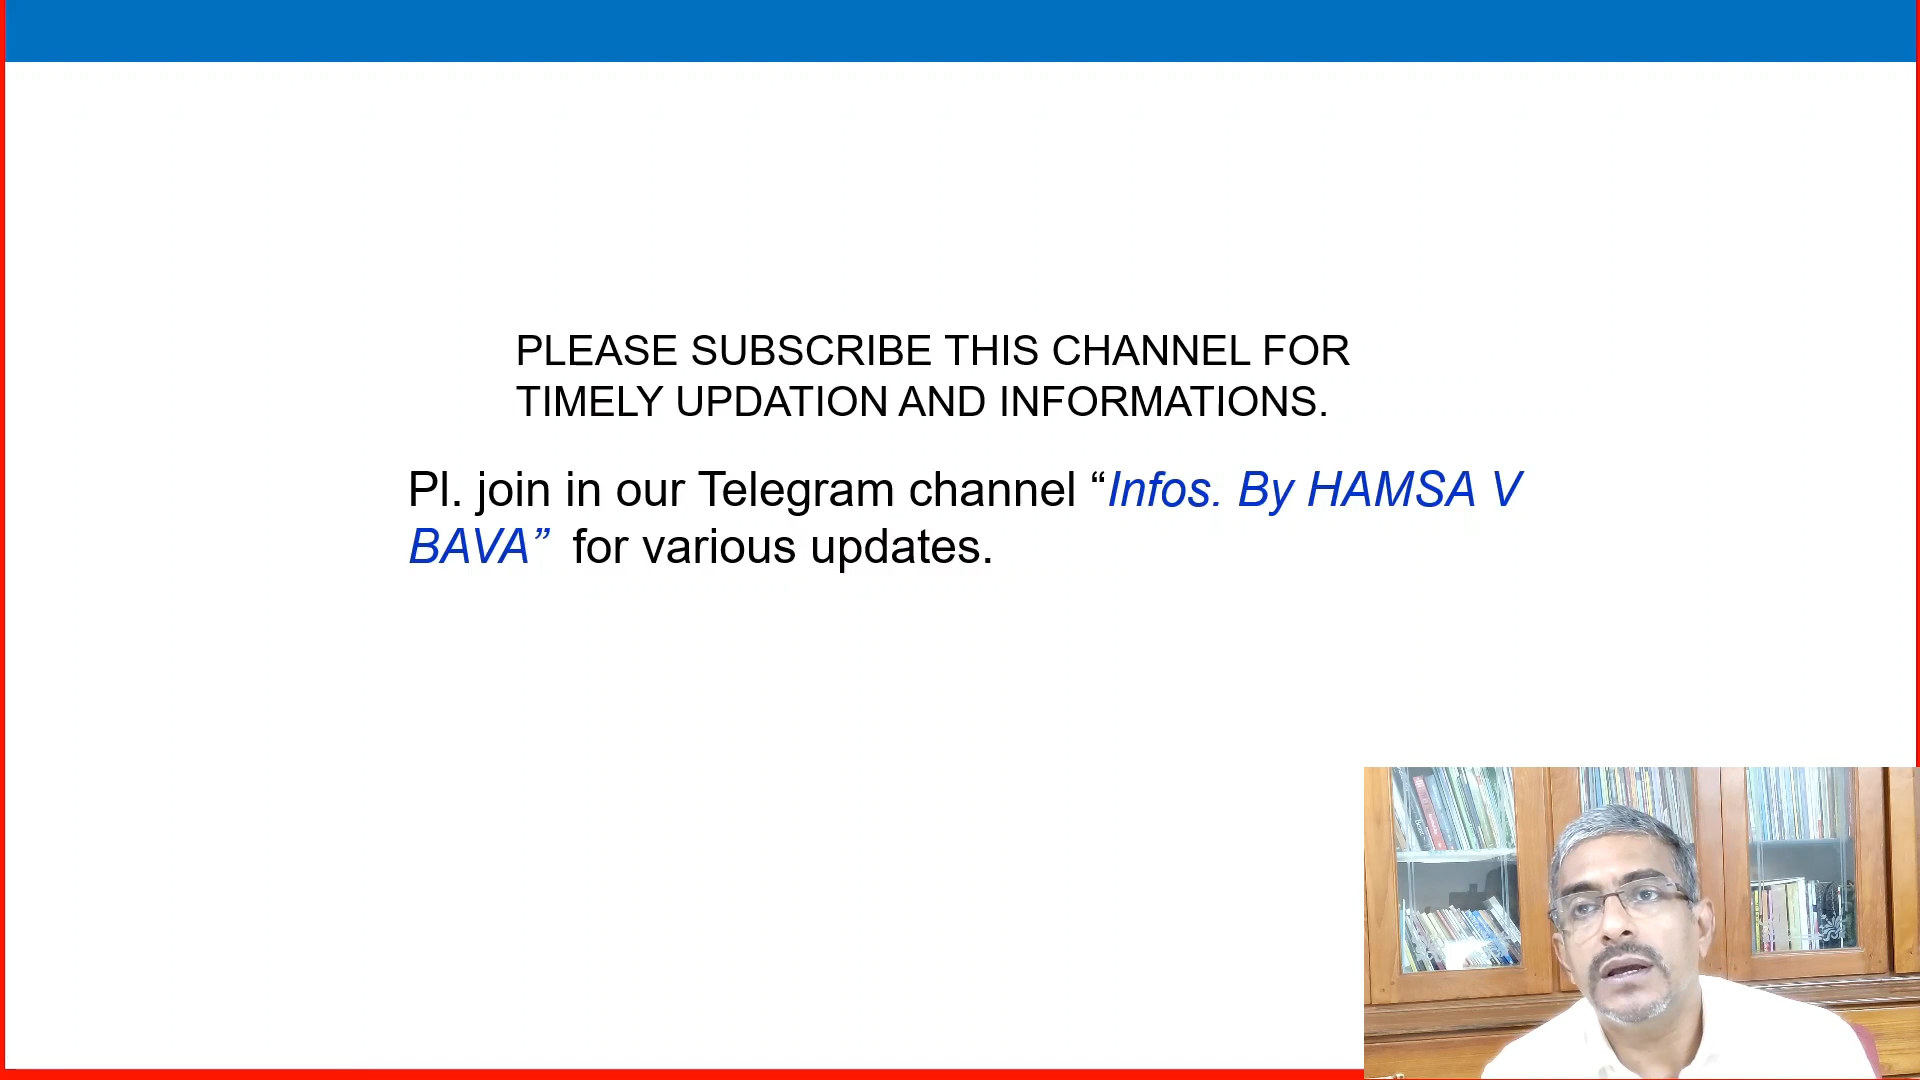 PLEASE SUBSCRIBE THIS CHANNEL FOR
TIMELY UPDATION AND INFORMATIONS.
Pl. join in our Telegram channel “Infos. By HAMSA V
BAVA”  for various updates.